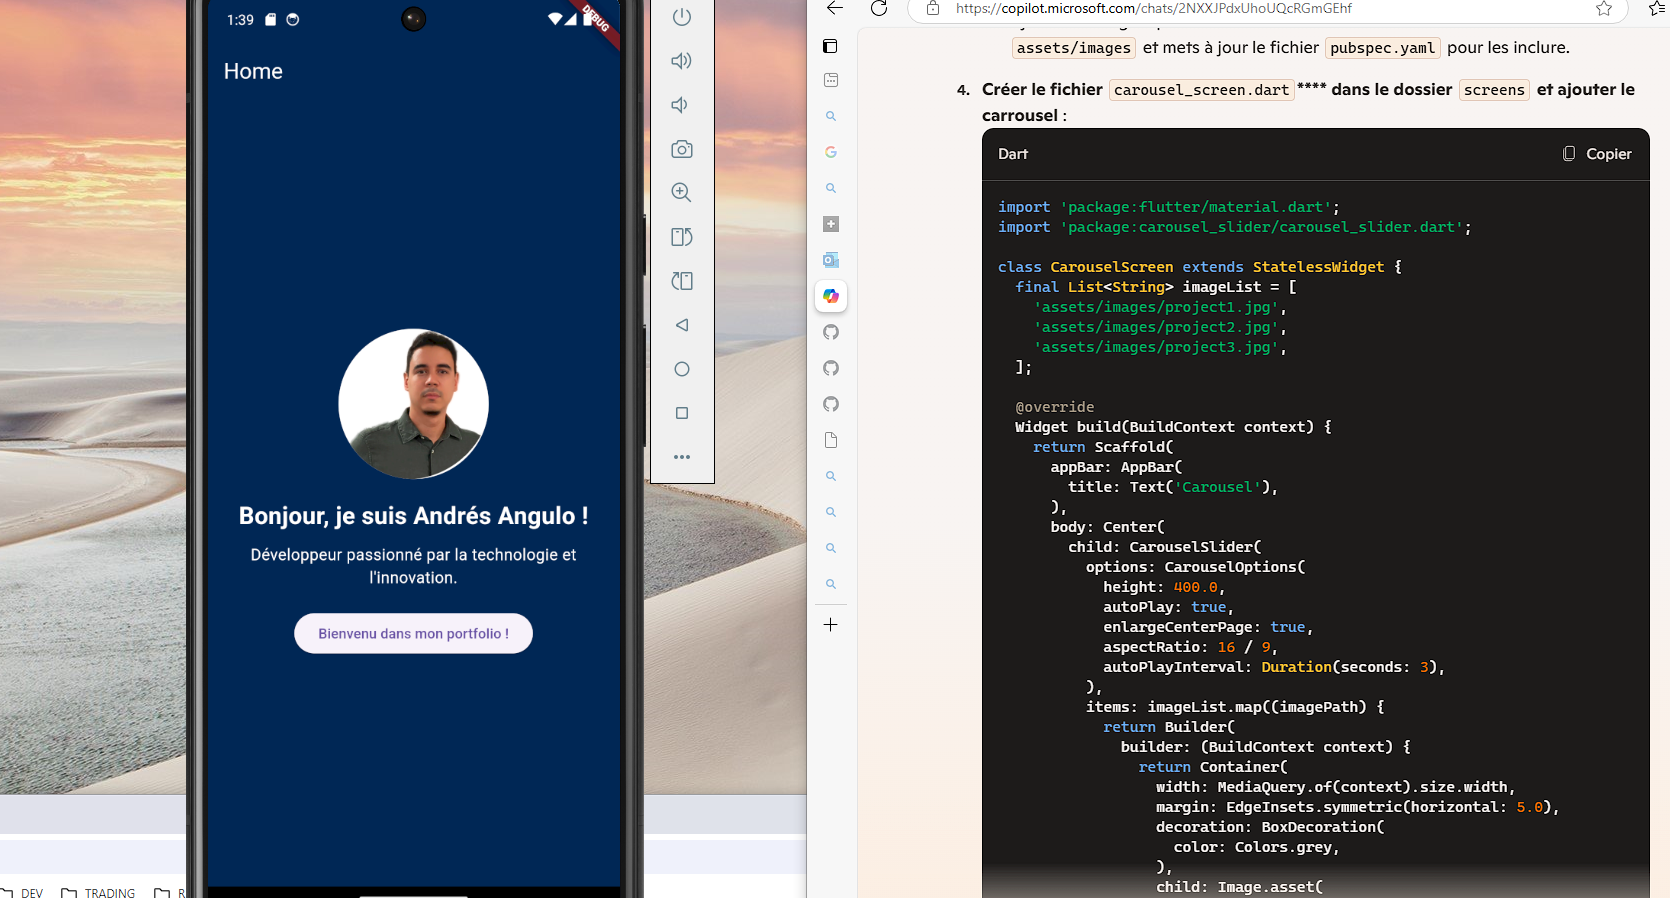 1:39
DEBUG
Home
Bonjour, je suis Andrés Angulo !
Développeur passionné par la technologie et
l'innovation.
Bienvenu dans mon portfolio !
DEV
TRADING
R
https://copilot.microsoft.com/chats/2NXXJPdxUhoUQcRGmGEhf
assets/images et mets à jour le fichier pubspec.yaml pour les inclure.
4. Créer le fichier carousel_screen.dart**** dans le dossier screens et ajouter le
carrousel :
Dart
Copier
import 'package:flutter/material.dart';
import 'package:carousel_slider/carousel_slider.dart';
class CarouselScreen extends StatelessWidget {
final List<String> imageList = [
'assets/images/project1.jpg',
'assets/images/project2.jpg',
'assets/images/project3.jpg',
];
@override
Widget build(BuildContext context) {
return Scaffold(
appBar: AppBar(
title: Text('Carousel'),
),
body: Center(
child: CarouselSlider(
options: CarouselOptions(
height: 400.0,
autoPlay: true,
enlargeCenterPage: true,
aspectRatio: 16 / 9,
autoPlayInterval: Duration(seconds: 3),
),
items: imageList.map((imagePath) {
return Builder(
builder: (BuildContext context) {
return Container(
width: MediaQuery.of(context).size.width,
margin: EdgeInsets.symmetric(horizontal: 5.0),
decoration: BoxDecoration(
color: Colors.grey,
),
child: Image.asset(